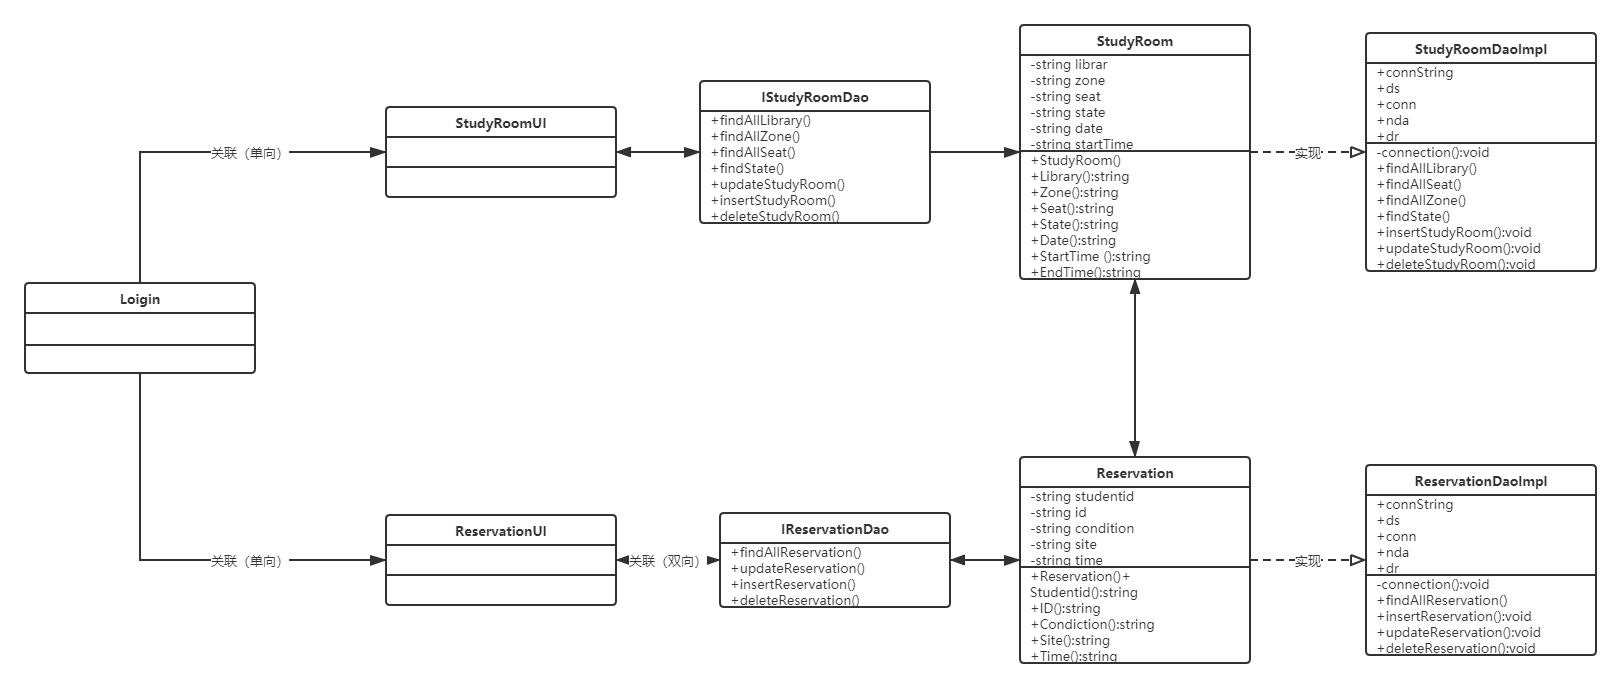 StudyRoom
-string librar
-string zone
-string seat
-string state
-string date
-string startTime
+StudyRoom()
+Library():string
+Zone():string
+Seat():string
+State():string
+Date():string
+StartTime ():string
+EndTime():string
StudyRoomDaoImpl
+connString
+ds
+conn
+nda
+dr
-connection():void
+findAllLibrary()
+findAllSeat()
+findAllZone()
+findState()
+insertStudyRoom():void
+updateStudyRoom():void
+deleteStudyRoom():void
IStudyRoomDao
+findAllLibrary()
+findAllZone()
+findAllSeat()
+findState()
+updateStudyRoom()
+insertStudyRoom()
+deleteStudyRoom()
StudyRoomUI
关联（单向）
实现
Loigin
Reservation
-string studentid
-string id
-string condition
-string site
-string time
+Reservation()+
Studentid():string
+ID():string
+Condiction():string
+Site():string
+Time():string
ReservationDaoImpl
+connString
+ds
+conn
+nda
+dr
-connection():void
+findAllReservation()
+insertReservation():void
+updateReservation():void
+deleteReservation():void
ReservationUI
IReservationDao
+findAllReservation()
+updateReservation()
+insertReservation()
+deleteReservation()
关联（单向）
关联（双向）
实现